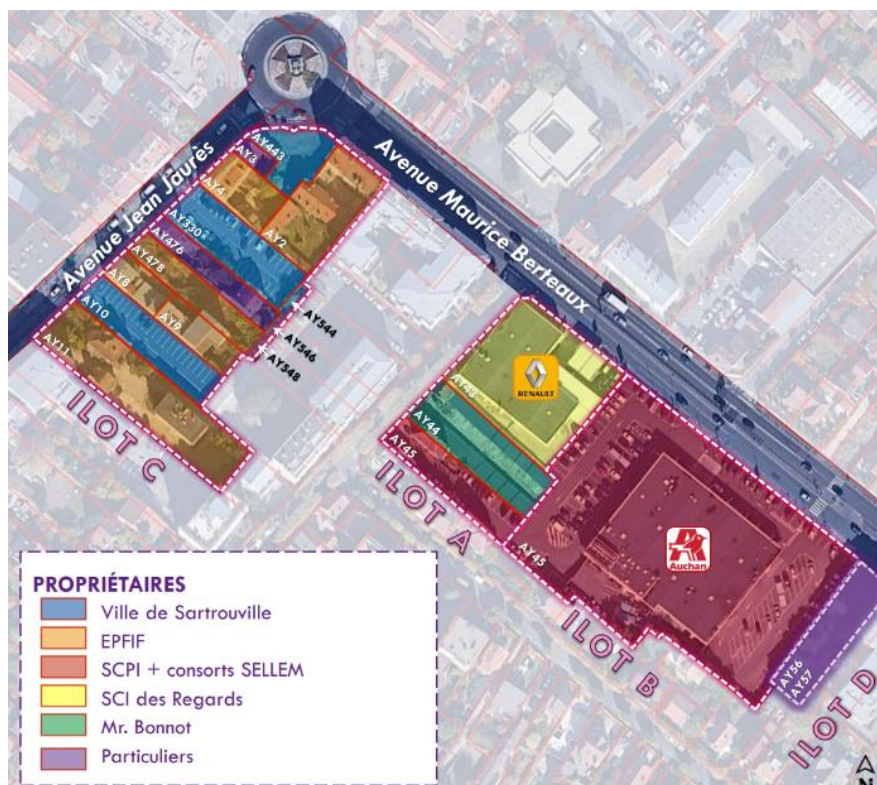 Avenue Jean Jaurès
Avenue Maurice Berteaux
AY443
AY3
AY4
AY2
AY330
AY476
AY478
AY8
AY9
AY10
AY11
AY544
AY546
AY548
ILOT C
RENAULT
AY43
AY44
AY45
ILOT A
AY45
Auchan
ILOT B
AY56
AY57
ILOT D
N
PROPRIÉTAIRES
Ville de Sartrouville
EPFIF
SCPI + consorts SELLEM
SCI des Regards
Mr. Bonnot
Particuliers